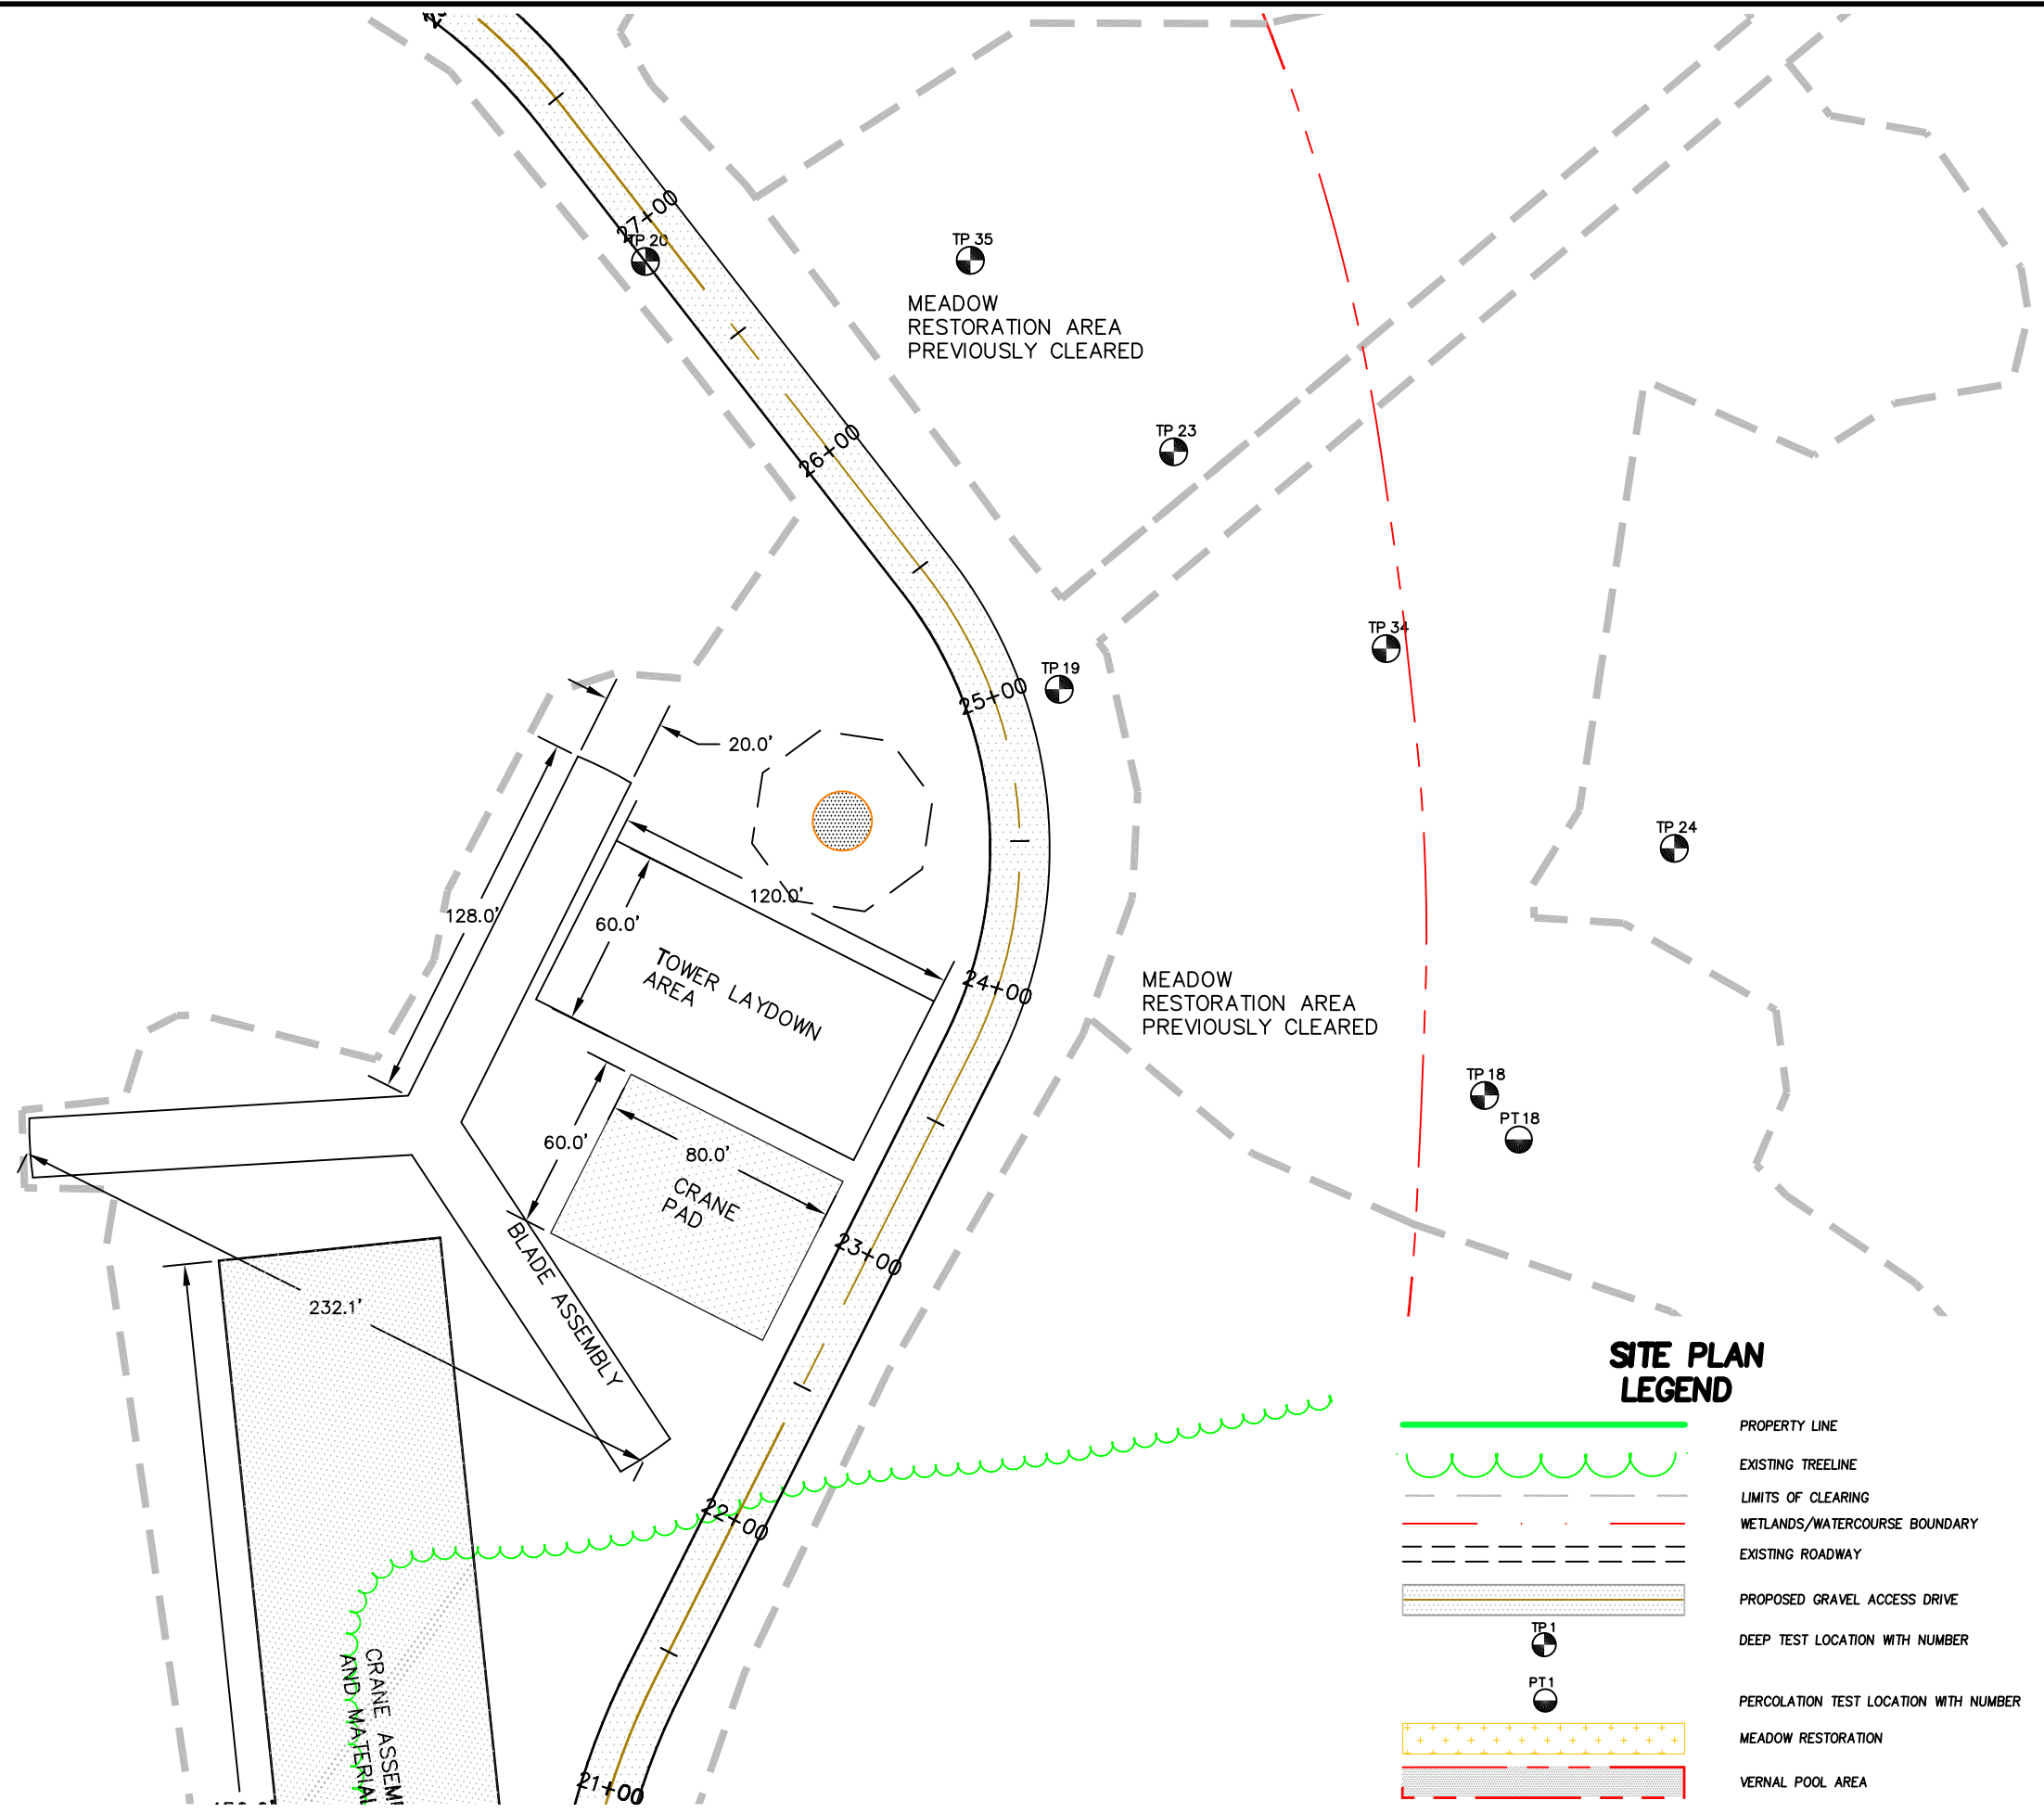 27+00
TP 20
TP 35
MEADOW
RESTORATION AREA
PREVIOUSLY CLEARED
26+00
TP 23
TP 34
TP 19
25+00
20.0'
TP 24
120.0'
128.0'
60.0'
TOWER LAYDOWN
AREA
24+00
MEADOW
RESTORATION AREA
PREVIOUSLY CLEARED
TP 18
PT 18
60.0'
80.0'
CRANE
PAD
23+00
BLADE ASSEMBLY
232.1'
22+00
CRANE ASSEM
AND MATERIAL
21+00
SITE PLAN
LEGEND
PROPERTY LINE
EXISTING TREELINE
LIMITS OF CLEARING
WETLANDS/WATERCOURSE BOUNDARY
EXISTING ROADWAY
PROPOSED GRAVEL ACCESS DRIVE
TP 1
DEEP TEST LOCATION WITH NUMBER
PT 1
PERCOLATION TEST LOCATION WITH NUMBER
MEADOW RESTORATION
VERNAL POOL AREA